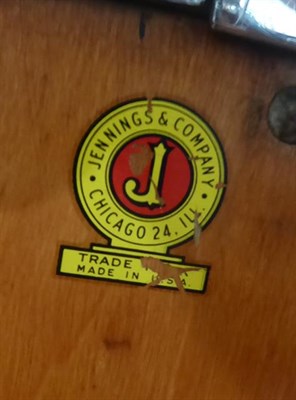 JENNINGS & COMPANY
J
• CHICAGO 24, ILL •
TRADE
MADE IN U.S.A.